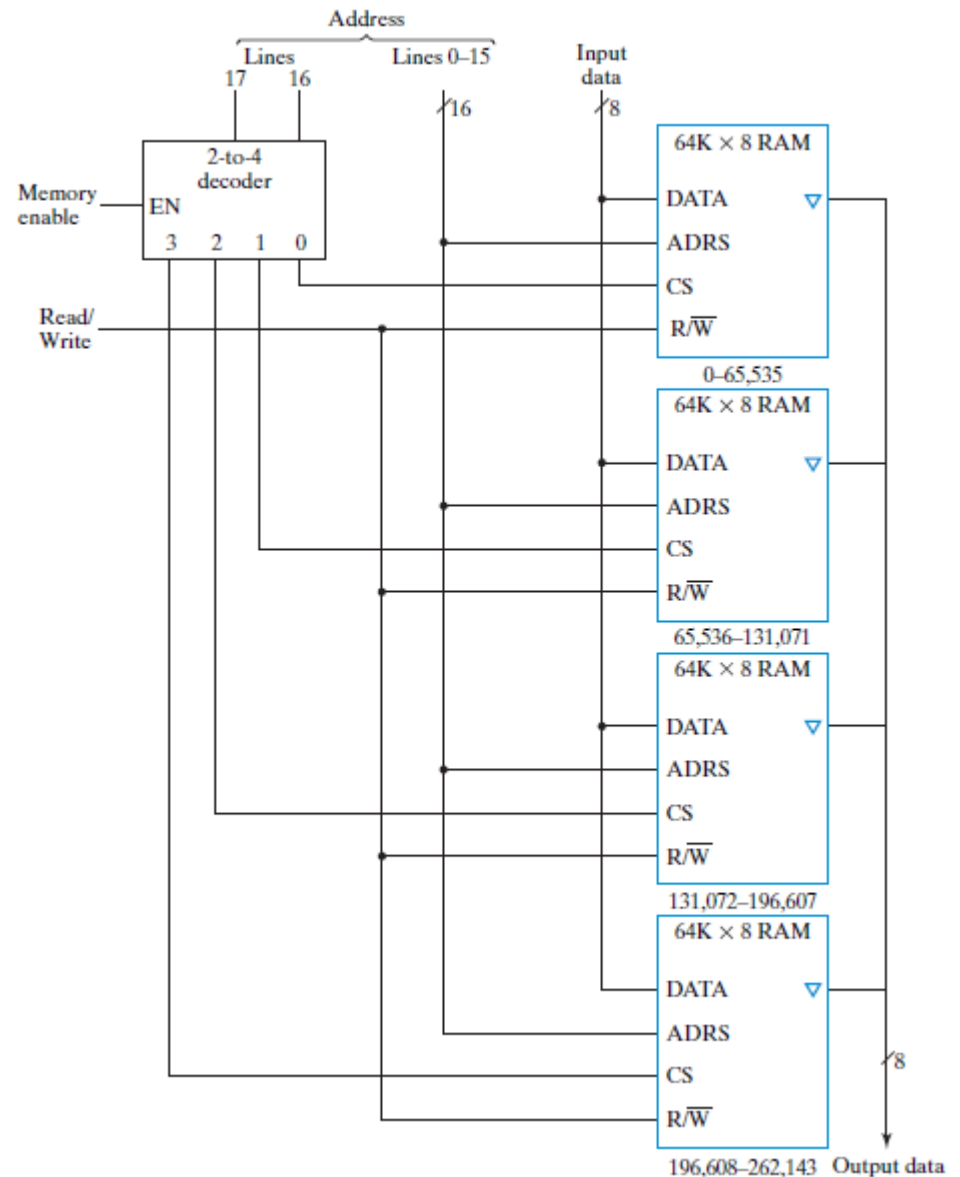 Address
Lines
17 16
Lines 0–15
16
Input
data
8
2-to-4
decoder
EN
3 2 1 0
Memory
enable
Read/
Write
64K × 8 RAM
DATA
ADRS
CS
R/W̅
0–65,535
64K × 8 RAM
DATA
ADRS
CS
R/W̅
65,536–131,071
64K × 8 RAM
DATA
ADRS
CS
R/W̅
131,072–196,607
64K × 8 RAM
DATA
ADRS
CS
R/W̅
196,608–262,143
8
Output data